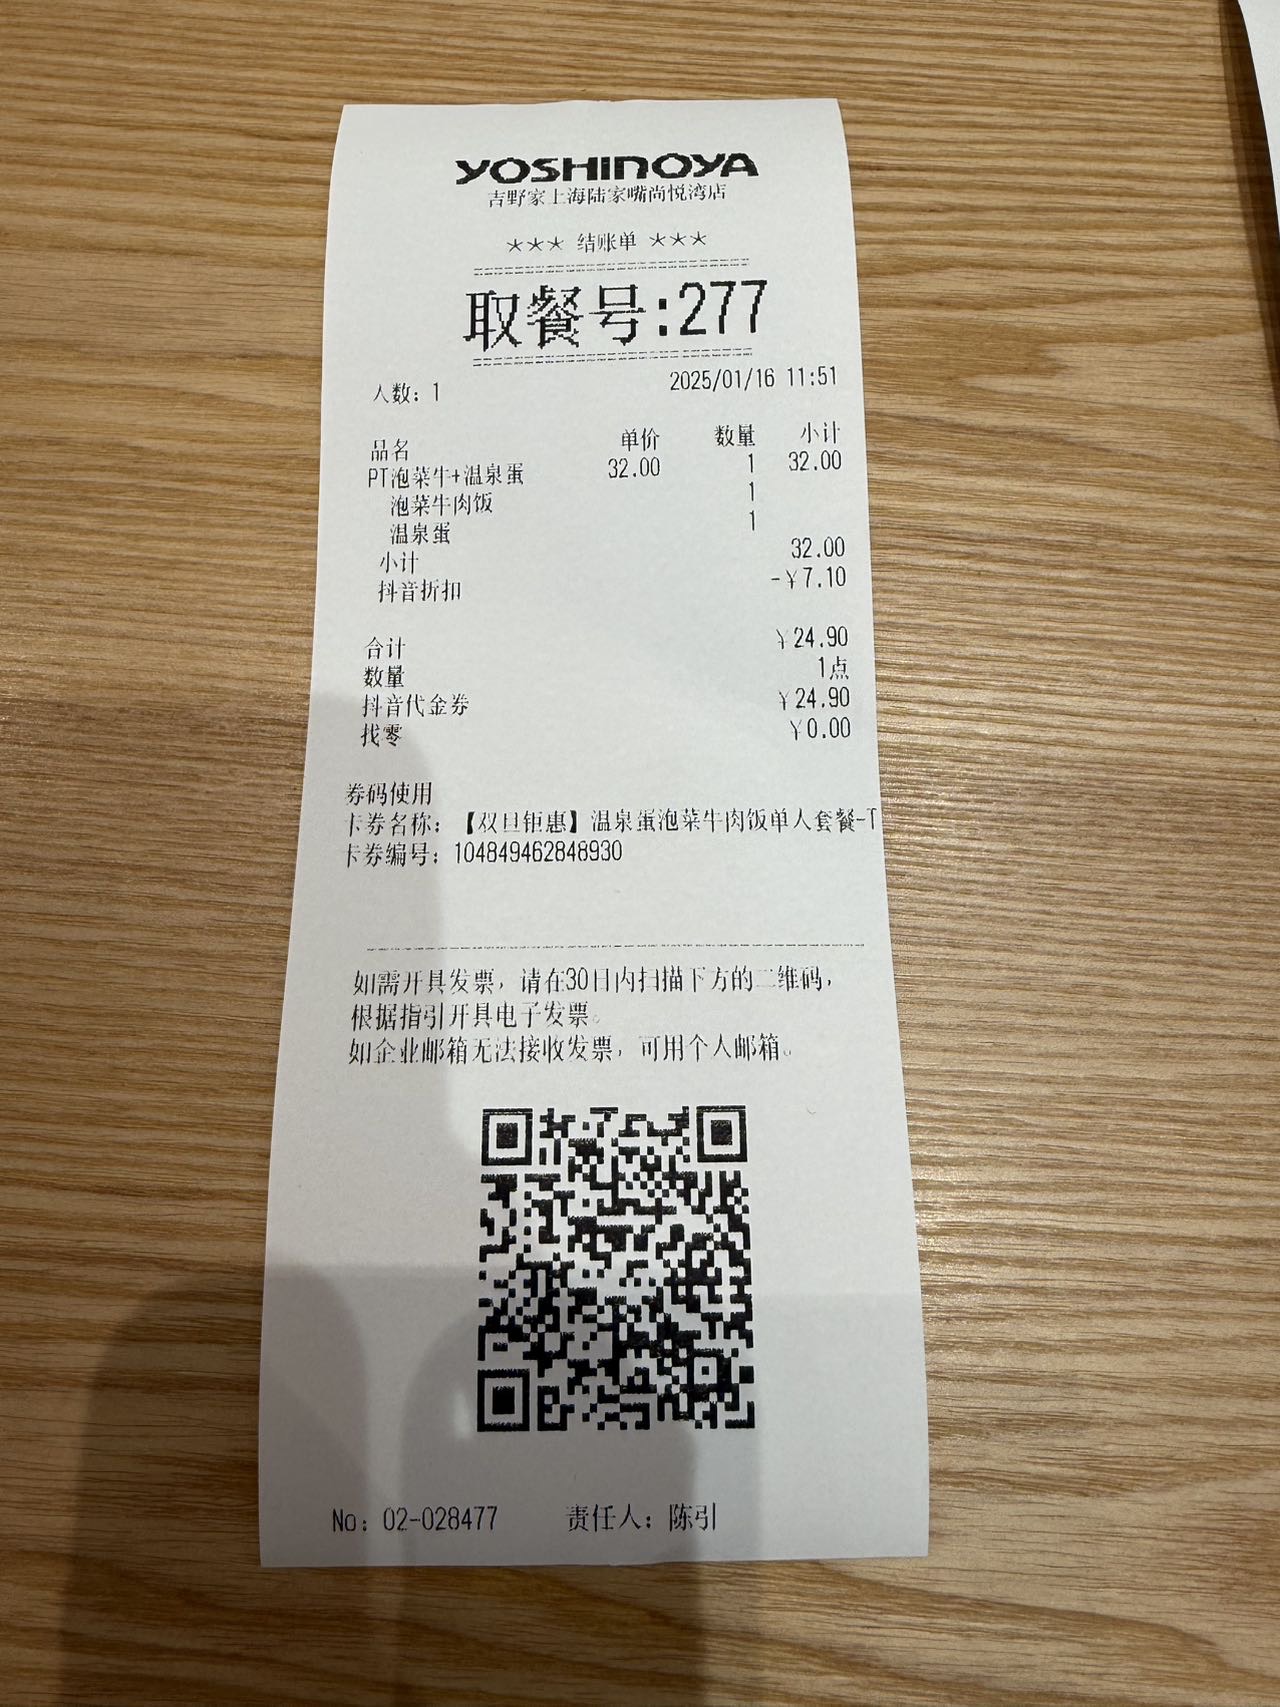 YOSHINOYA
吉野家上海陆家嘴尚悦湾店
*** 结账单 ***
取餐号:277
人数: 1 2025/01/16 11:51
品名 单价 数量 小计
PT泡菜牛+温泉蛋 32.00 1 32.00
泡菜牛肉饭 1
温泉蛋 1
小计 32.00
抖音折扣 -¥7.10
合计 ¥24.90
数量 1点
抖音代金券 ¥24.90
找零 ¥0.00
券码使用
卡券名称: 【双旦钜惠】温泉蛋泡菜牛肉饭单人套餐-T
卡券编号: 104849462848930
如需开具发票, 请在30日内扫描下方的二维码,
根据指引开具电子发票。
如企业邮箱无法接收发票, 可用个人邮箱。
No: 02-028477 责任人: 陈引